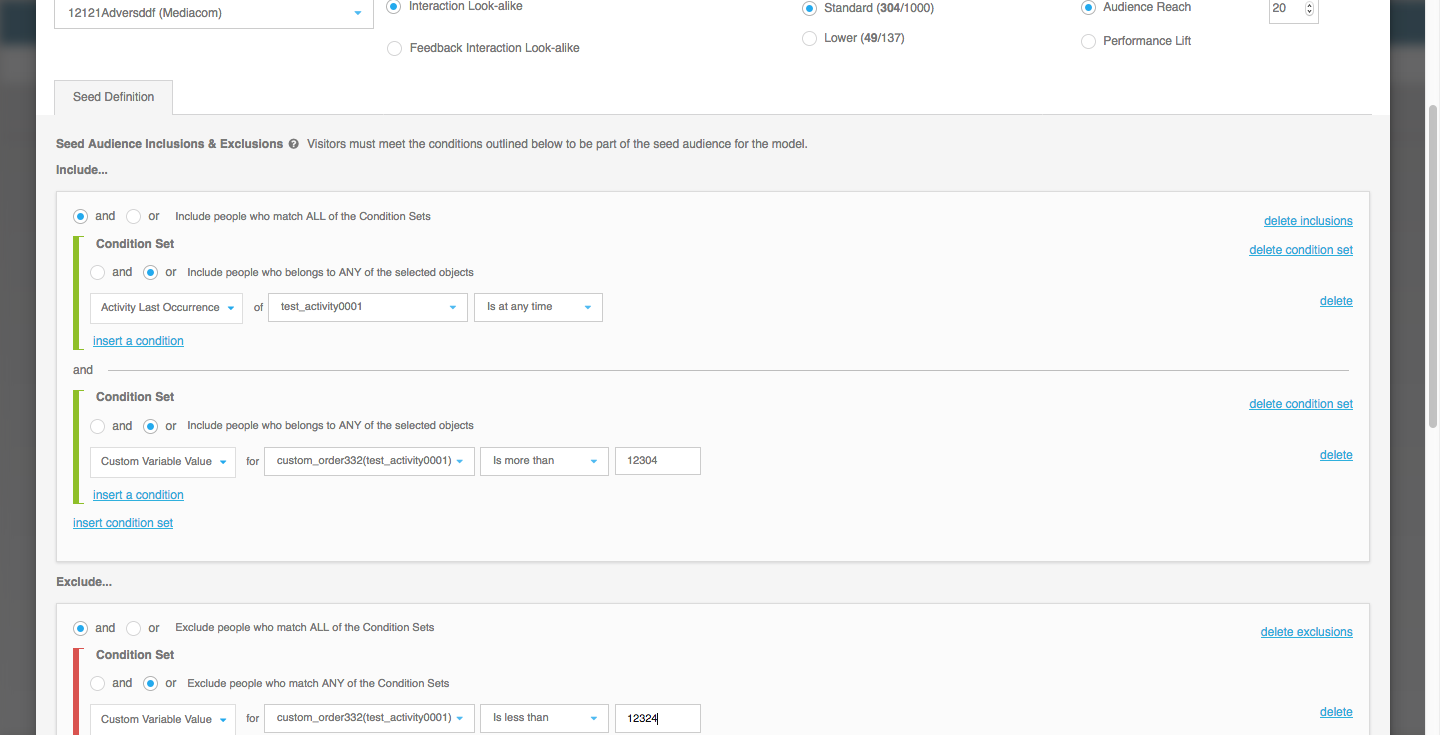 12121Adversddf (Mediacom)
Interaction Look-alike
Standard (304/1000)
Audience Reach
20
Feedback Interaction Look-alike
Lower (49/137)
Performance Lift
Seed Definition
Seed Audience Inclusions & Exclusions ? Visitors must meet the conditions outlined below to be part of the seed audience for the model.
Include...
and or Include people who match ALL of the Condition Sets
delete inclusions
Condition Set
delete condition set
and or Include people who belongs to ANY of the selected objects
Activity Last Occurrence of test_activity0001 Is at any time delete
insert a condition
and
Condition Set
delete condition set
and or Include people who belongs to ANY of the selected objects
Custom Variable Value for custom_order332(test_activity0001) Is more than 12304 delete
insert a condition
insert condition set
Exclude...
and or Exclude people who match ALL of the Condition Sets
delete exclusions
Condition Set
and or Exclude people who match ANY of the Condition Sets
Custom Variable Value for custom_order332(test_activity0001) Is less than 12324 delete